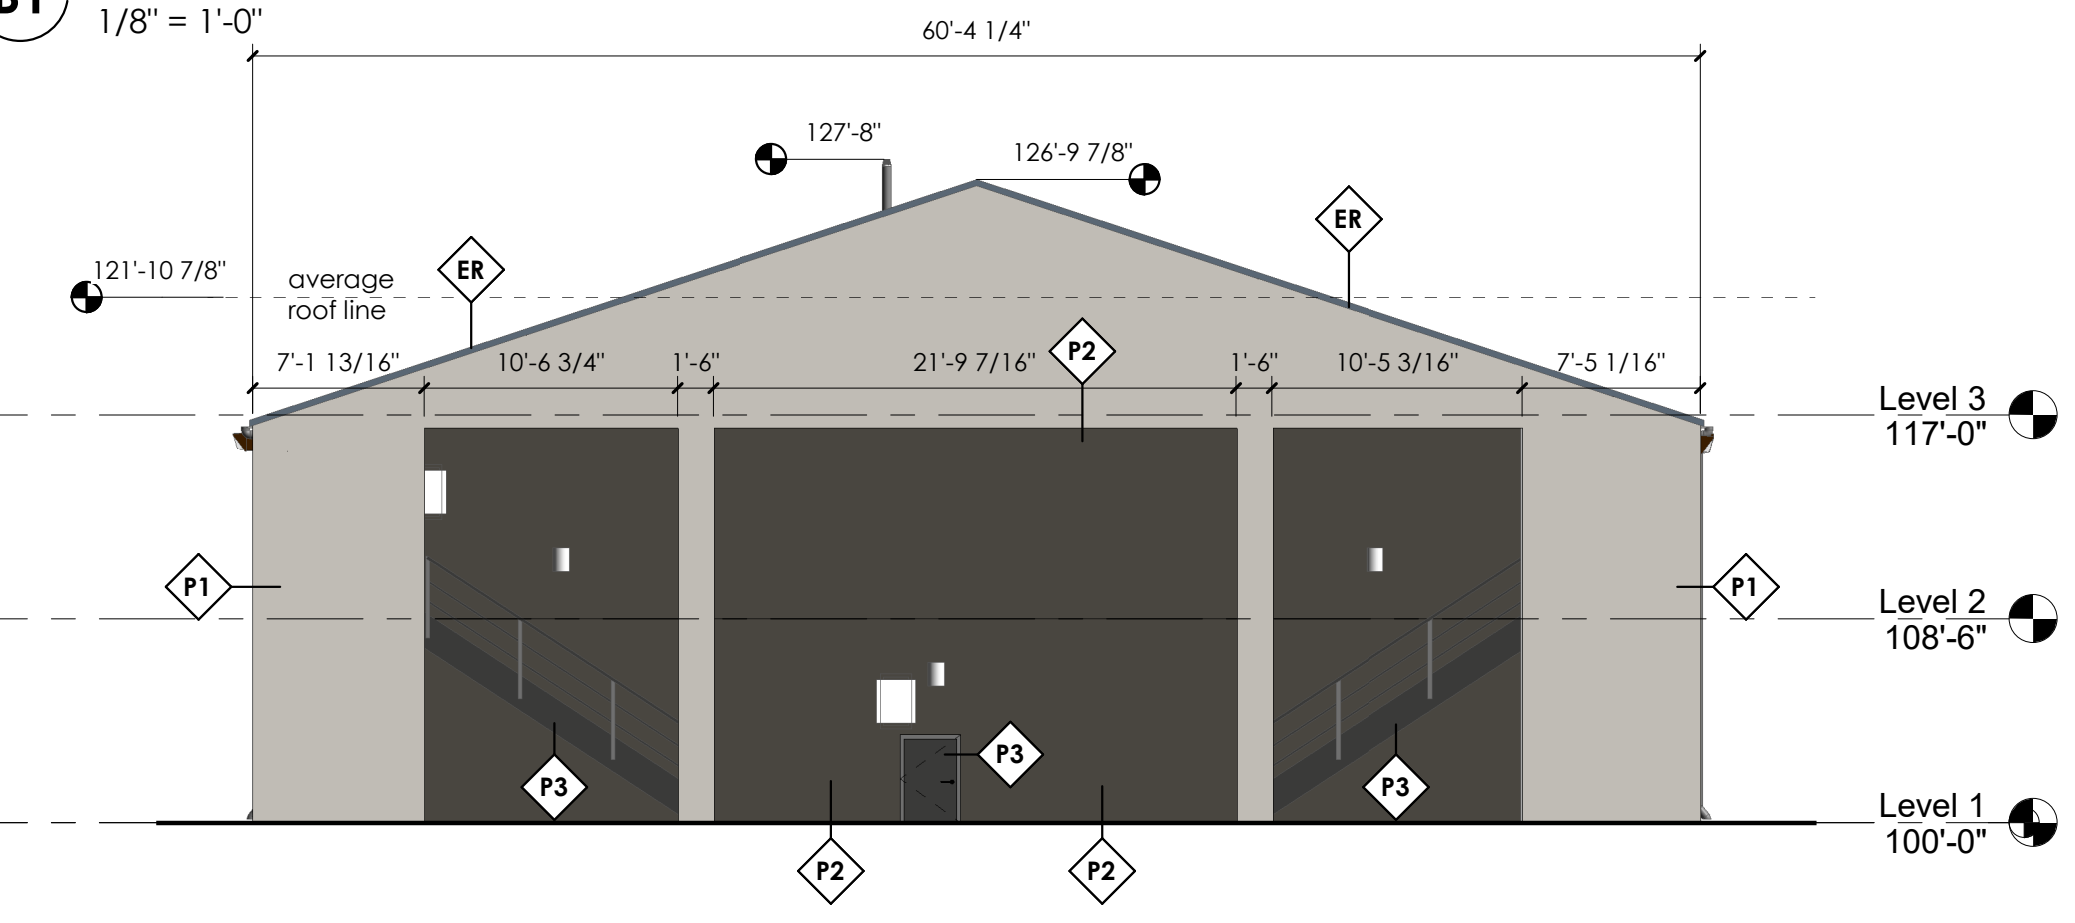 B1
1/8" = 1'-0"
60'-4 1/4"
127'-8"
126'-9 7/8"
ER
ER
121'-10 7/8"
average
roof line
P2
7'-1 13/16"
10'-6 3/4"
1'-6"
21'-9 7/16"
1'-6"
10'-5 3/16"
7'-5 1/16"
Level 3
117'-0"
P1
P1
Level 2
108'-6"
P3
P3
P3
Level 1
100'-0"
P2
P2